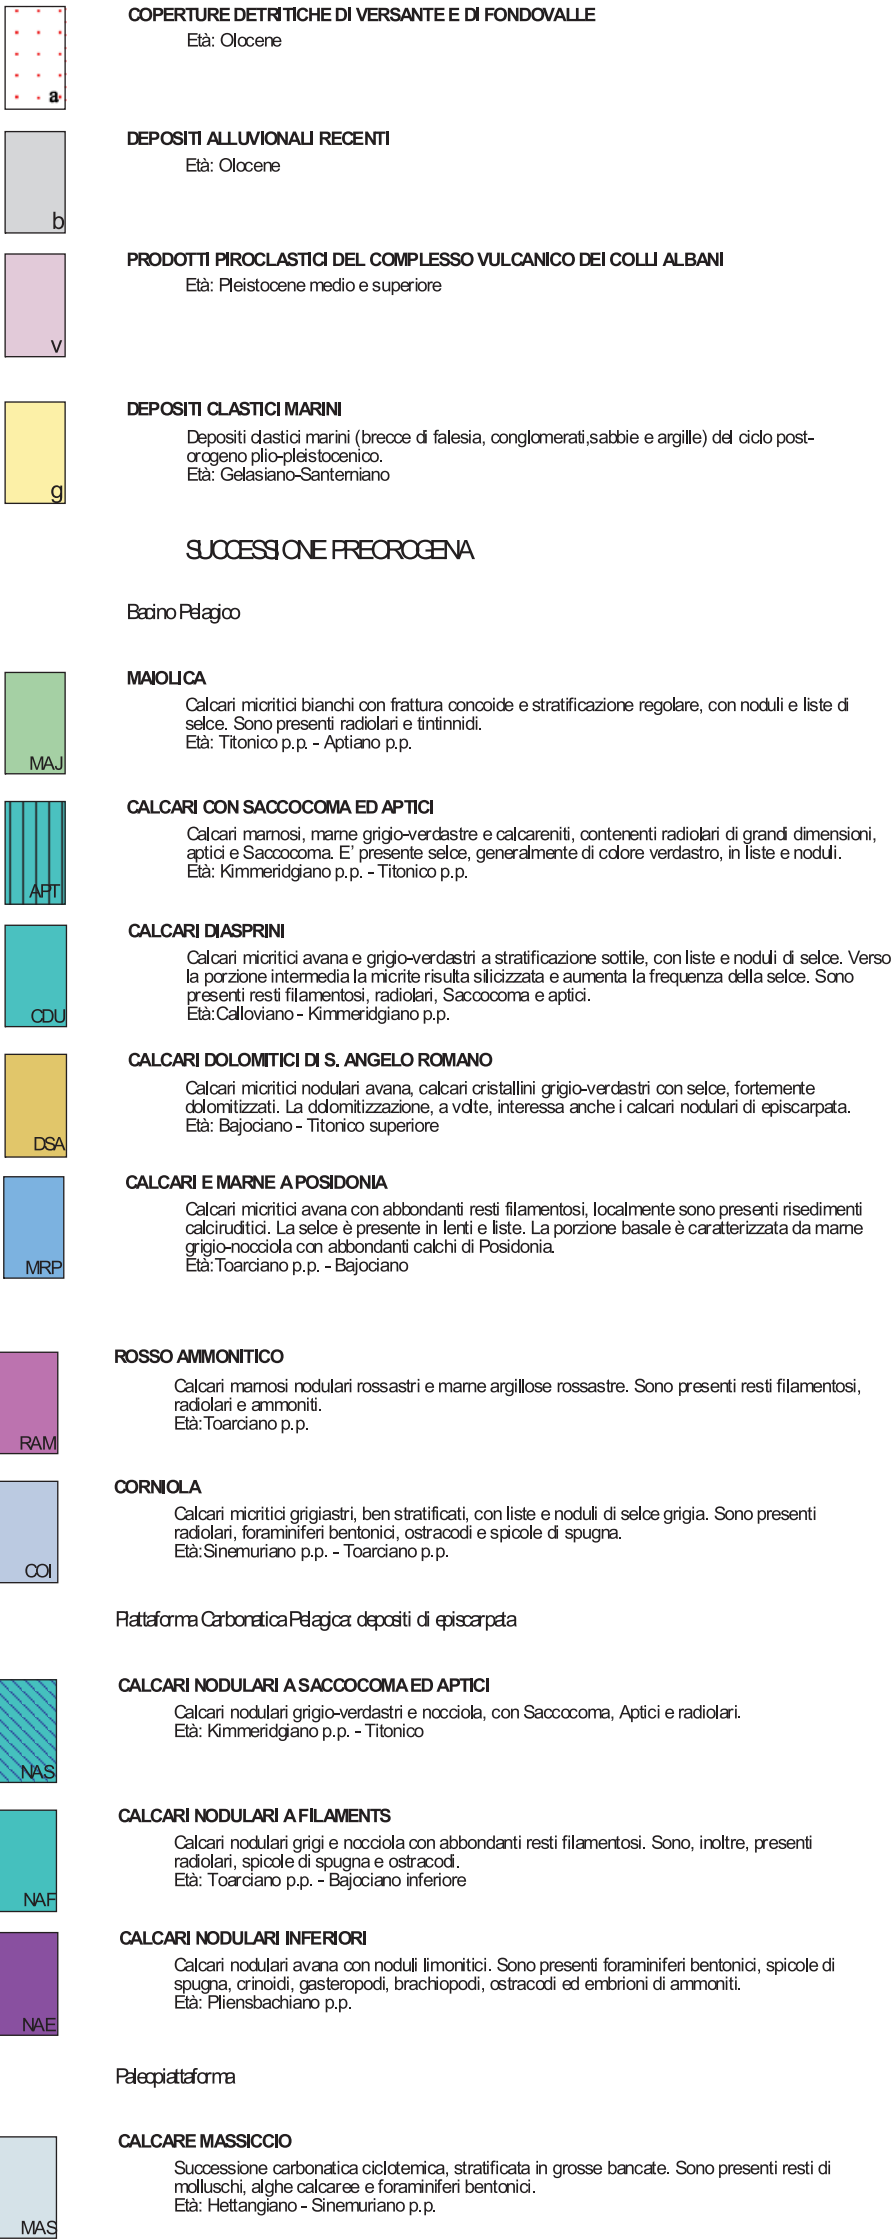 COPERTURE DETRITICHE DI VERSANTE E DI FONDOVALLE
Età: Olocene
a
DEPOSITI ALLUVIONALI RECENTI
Età: Olocene
b
PRODOTTI PIROCLASTICI DEL COMPLESSO VULCANICO DEI COLLI ALBANI
Età: Pleistocene medio e superiore
v
DEPOSITI CLASTICI MARINI
Depositi clastici marini (brecce di falesia, conglomerati,sabbie e argille) del ciclo post-
orogeno plio-pleistocenico.
Età: Gelasiano-Santerniano
g
SUCCESSIONE PREOROGENA
Bacino Pelagico
MAIOLICA
Calcari micritici bianchi con frattura concoide e stratificazione regolare, con noduli e liste di
selce. Sono presenti radiolari e tintinnidi.
Età: Titonico p.p. - Aptiano p.p.
MAJ
CALCARI CON SACCOCOMA ED APTICI
Calcari marnosi, marne grigio-verdastre e calcareniti, contenenti radiolari di grandi dimensioni,
aptici e Saccocoma. E' presente selce, generalmente di colore verdastro, in liste e noduli.
Età: Kimmeridgiano p.p. - Titonico p.p.
APT
CALCARI DIASPRINI
Calcari micritici avana e grigio-verdastri a stratificazione sottile, con liste e noduli di selce. Verso
la porzione intermedia la micrite risulta silicizzata e aumenta la frequenza della selce. Sono
presenti resti filamentosi, radiolari, Saccocoma e aptici.
Età:Calloviano - Kimmeridgiano p.p.
CDU
CALCARI DOLOMITICI DI S. ANGELO ROMANO
Calcari micritici nodulari avana, calcari cristallini grigio-verdastri con selce, fortemente
dolomitizzati. La dolomitizzazione, a volte, interessa anche i calcari nodulari di episcarpata.
Età: Bajociano - Titonico superiore
DSA
CALCARI E MARNE A POSIDONIA
Calcari micritici avana con abbondanti resti filamentosi, localmente sono presenti risedimenti
calciruditici. La selce è presente in lenti e liste. La porzione basale è caratterizzata da marne
grigio-nocciola con abbondanti calchi di Posidonia.
Età:Toarciano p.p. - Bajociano
MRP
ROSSO AMMONITICO
Calcari marnosi nodulari rossastri e marne argillose rossastre. Sono presenti resti filamentosi,
radiolari e ammoniti.
Età:Toarciano p.p.
RAM
CORNIOLA
Calcari micritici grigiastri, ben stratificati, con liste e noduli di selce grigia. Sono presenti
radiolari, foraminiferi bentonici, ostracodi e spicole di spugna.
Età:Sinemuriano p.p. - Toarciano p.p.
COI
Piattaforma Carbonatica Pelagica: depositi di episcarpata
CALCARI NODULARI A SACCOCOMA ED APTICI
Calcari nodulari grigio-verdastri e nocciola, con Saccocoma, Aptici e radiolari.
Età: Kimmeridgiano p.p. - Titonico
NAS
CALCARI NODULARI A FILAMENTS
Calcari nodulari grigi e nocciola con abbondanti resti filamentosi. Sono, inoltre, presenti
radiolari, spicole di spugna e ostracodi.
Età: Toarciano p.p. - Bajociano inferiore
NAF
CALCARI NODULARI INFERIORI
Calcari nodulari avana con noduli limonitici. Sono presenti foraminiferi bentonici, spicole di
spugna, crinoidi, gasteropodi, brachiopodi, ostracodi ed embrioni di ammoniti.
Età: Pliensbachiano p.p.
NAE
Paleopiattaforma
CALCARE MASSICCIO
Successione carbonatica ciclotemica, stratificata in grosse bancate. Sono presenti resti di
molluschi, alghe calcaree e foraminiferi bentonici.
Età: Hettangiano - Sinemuriano p.p.
MAS